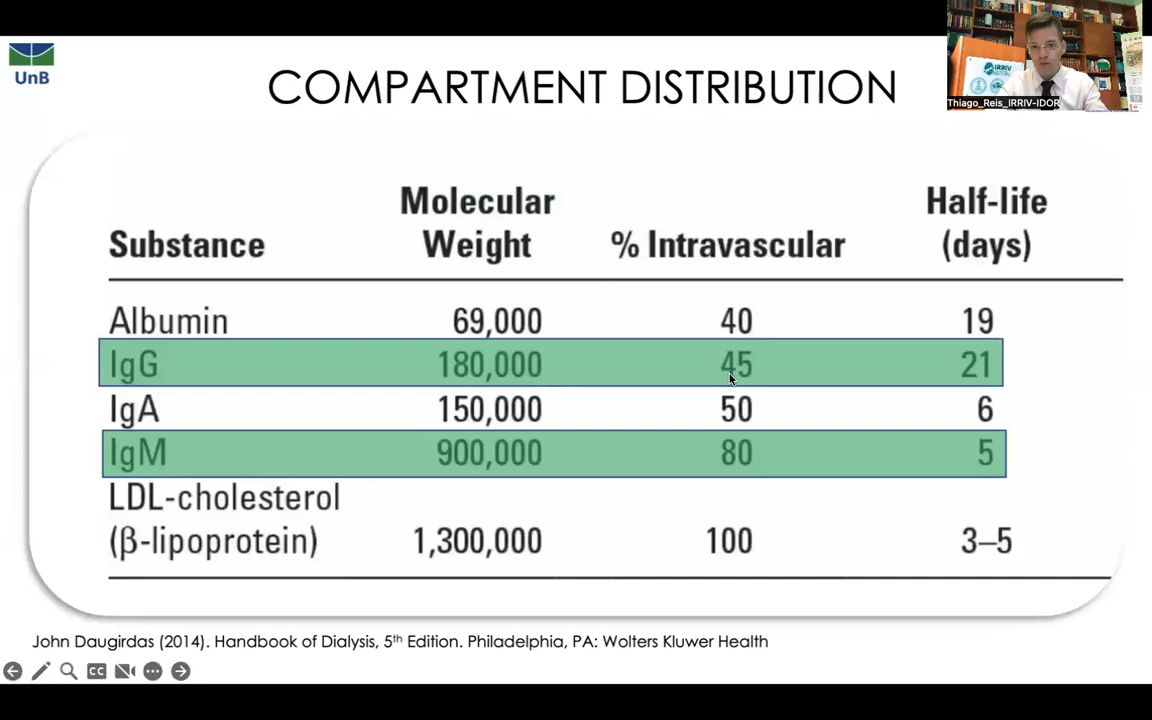 UnB
COMPARTMENT DISTRIBUTION
IRRIV
Thiago_Reis_IRRIV-IDOR
Substance Molecular Weight % Intravascular Half-life (days)
Albumin 69,000 40 19
IgG 180,000 45 21
IgA 150,000 50 6
IgM 900,000 80 5
LDL-cholesterol
(β-lipoprotein) 1,300,000 100 3–5
John Daugirdas (2014). Handbook of Dialysis, 5th Edition. Philadelphia, PA: Wolters Kluwer Health
CC